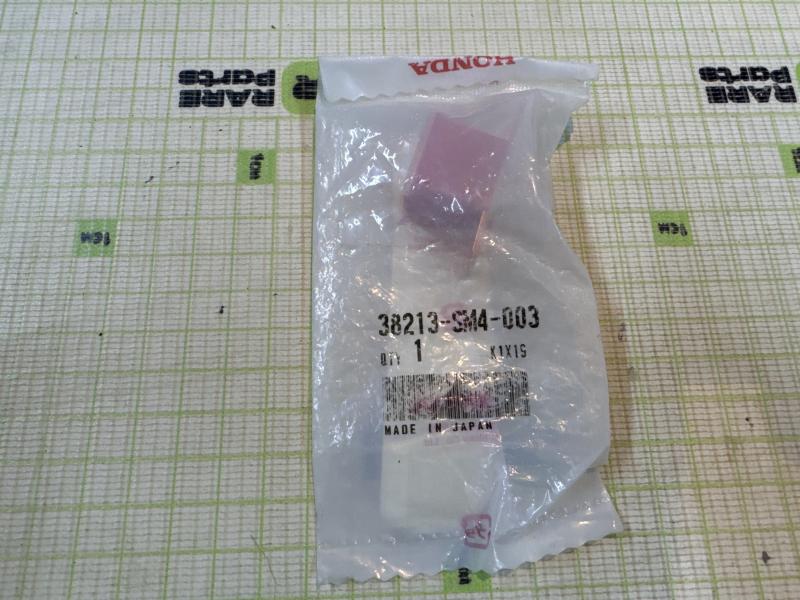 HONDA
RARE
Parts
RARE
Parts
1CM
1CM
1CM
38213-SM4-003
QTY 1 K1X1S
MADE IN JAPAN